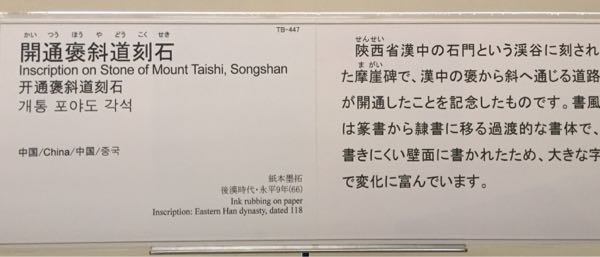 TB-447
かい つう ほう や どう こく せき
開通褒斜道刻石
Inscription on Stone of Mount Taishi, Songshan
开通褒斜道刻石
개통 포야도 각석
中国/China/中国/중국
紙本墨拓
後漢時代・永平9年(66)
Ink rubbing on paper
Inscription: Eastern Han dynasty, dated 118
せんせい
陝西省漢中の石門という渓谷に刻され
まがい
た摩崖碑で、漢中の褒から斜へ通じる道路
が開通したことを記念したものです。書風
は篆書から隷書に移る過渡的な書体で、
書きにくい壁面に書かれたため、大きな字
で変化に富んでいます。